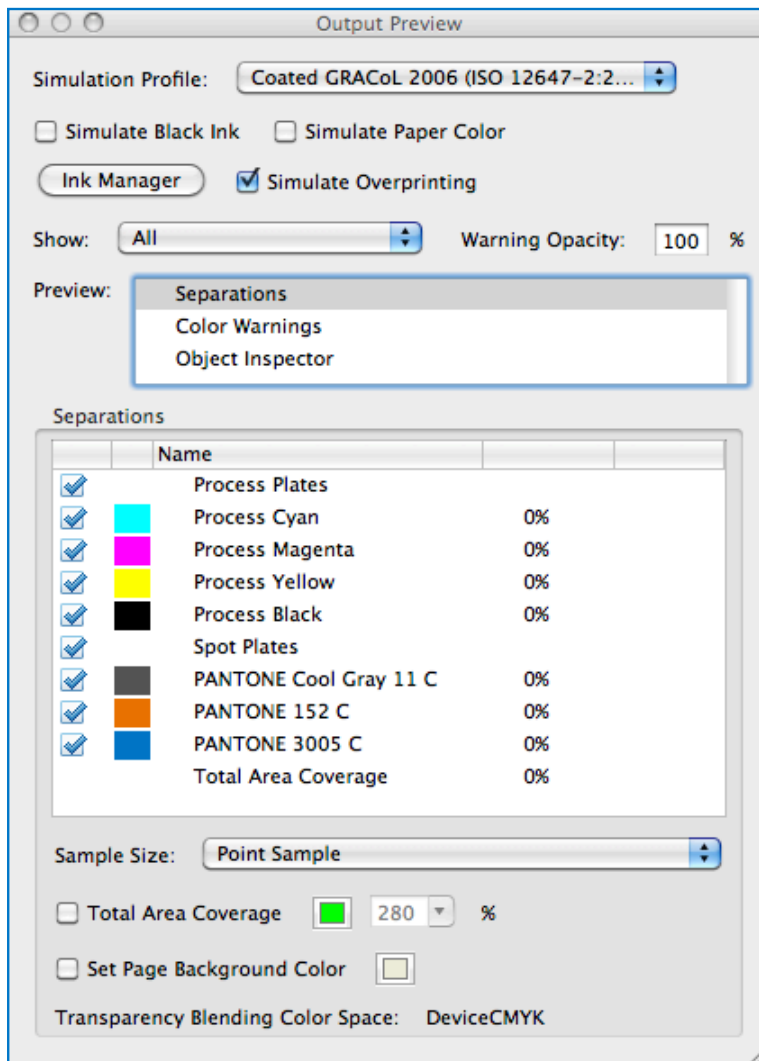 Output Preview
Simulation Profile: Coated GRACoL 2006 (ISO 12647-2:2...
Simulate Black Ink Simulate Paper Color
Ink Manager Simulate Overprinting
Show: All Warning Opacity: 100 %
Preview: Separations
Color Warnings
Object Inspector
Separations
Name
Process Plates
Process Cyan 0%
Process Magenta 0%
Process Yellow 0%
Process Black 0%
Spot Plates
PANTONE Cool Gray 11 C 0%
PANTONE 152 C 0%
PANTONE 3005 C 0%
Total Area Coverage 0%
Sample Size: Point Sample
Total Area Coverage 280 %
Set Page Background Color
Transparency Blending Color Space: DeviceCMYK